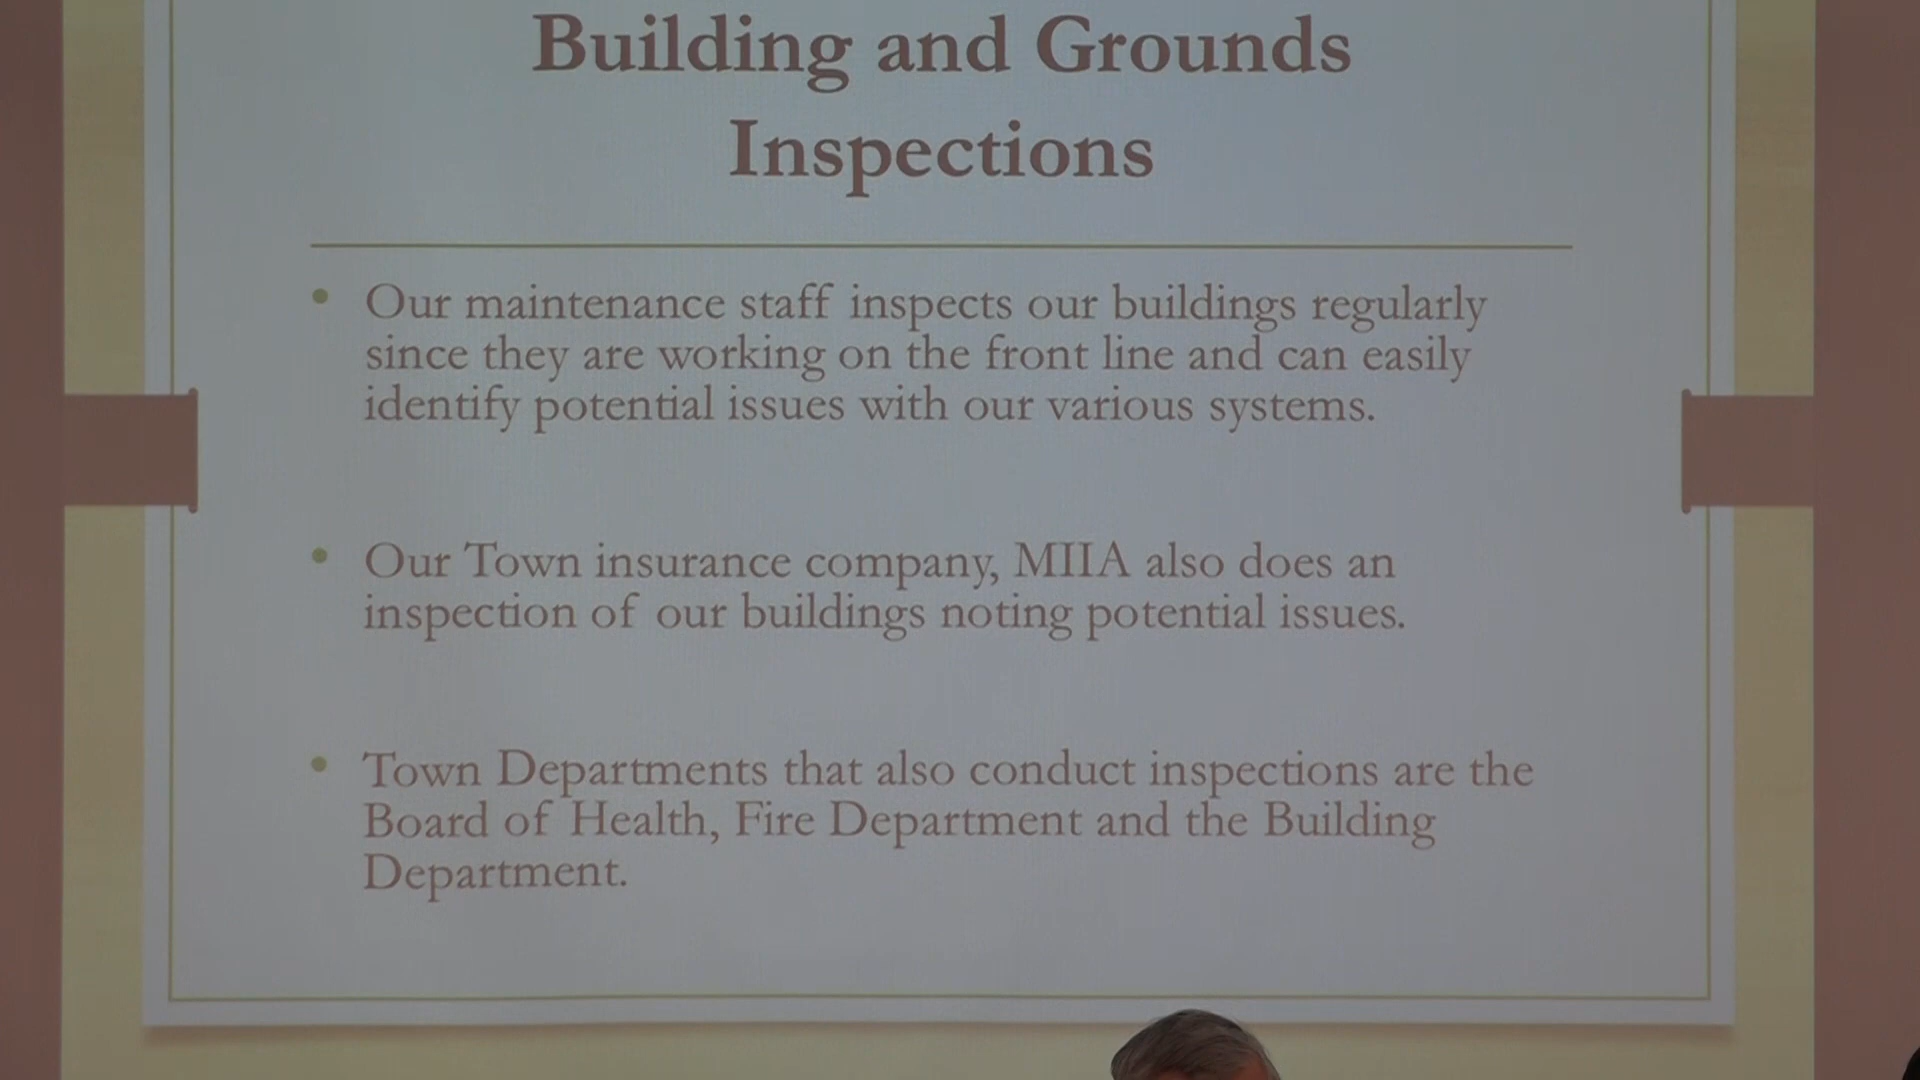 Building and Grounds
Inspections
• Our maintenance staff inspects our buildings regularly
since they are working on the front line and can easily
identify potential issues with our various systems.
• Our Town insurance company, MIIA also does an
inspection of our buildings noting potential issues.
• Town Departments that also conduct inspections are the
Board of Health, Fire Department and the Building
Department.